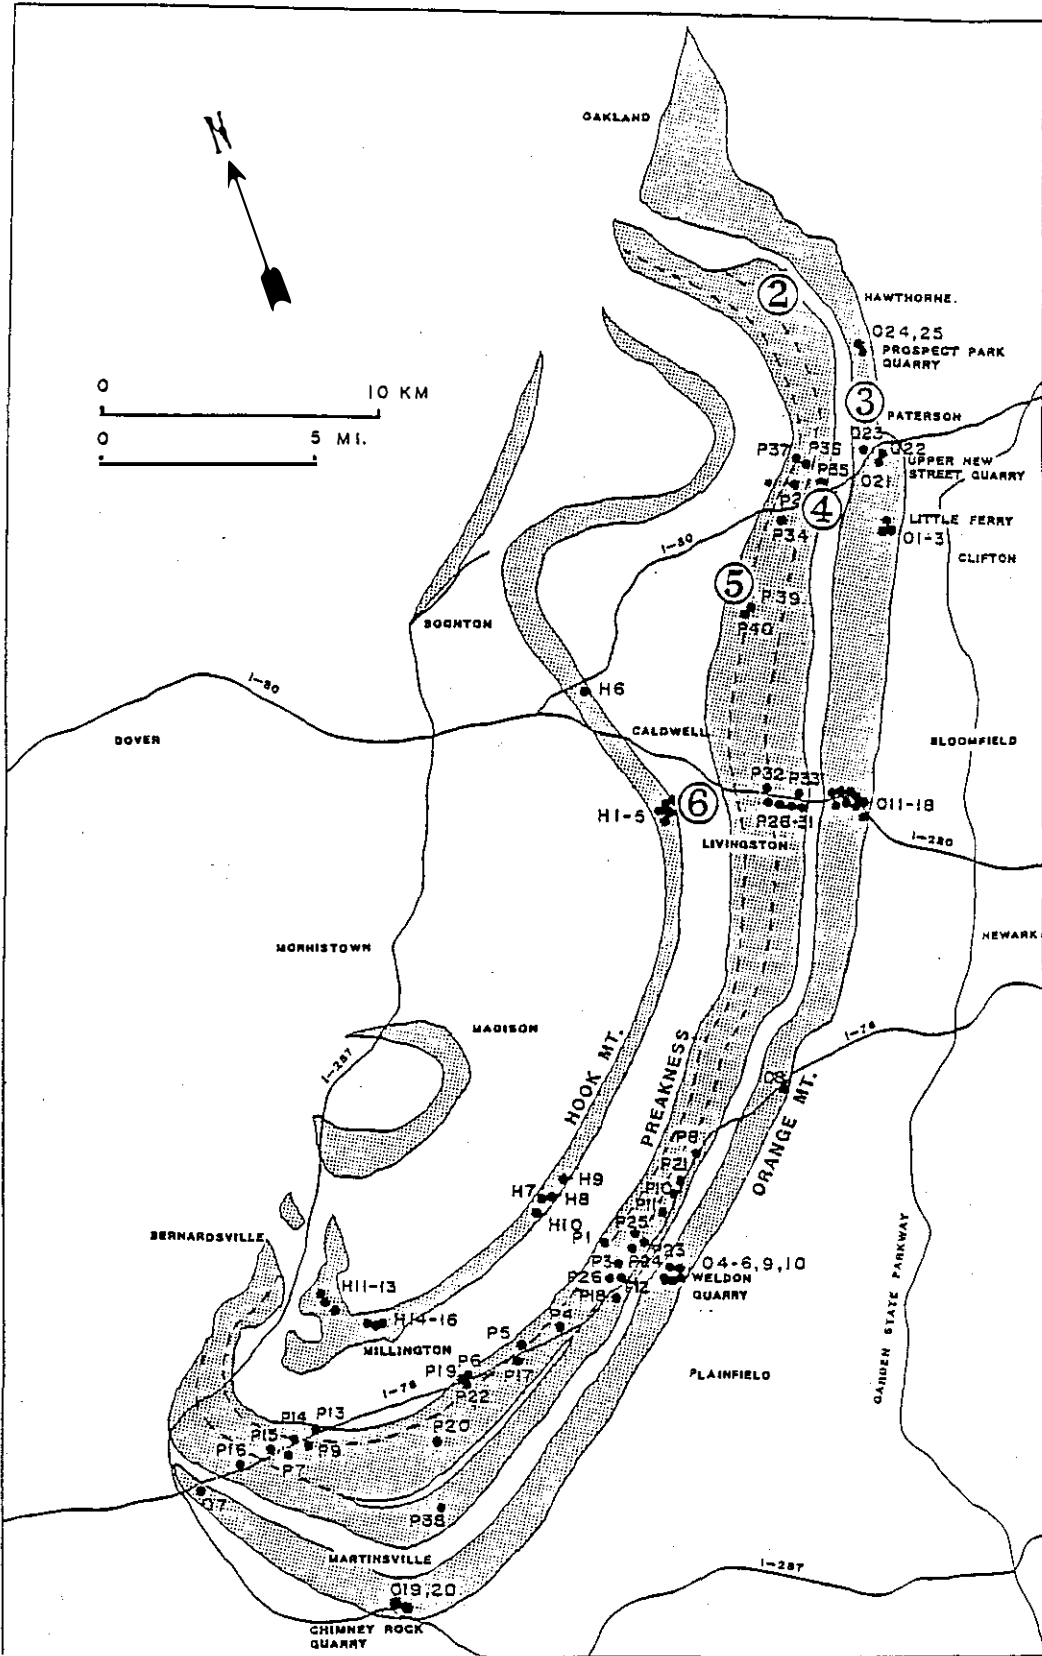 OAKLAND
N
2
HAWTHORNE.
O24,25
PROSPECT PARK
QUARRY
0
10 KM
0
5 MI.
3
PATERSON
O23
O22
P37
P36
P35
UPPER NEW
STREET QUARRY
O21
P2
4
LITTLE FERRY
P34
O1-3
I-80
CLIFTON
5
P39
P40
BOONTON
H6
I-80
DOVER
CALDWELL
BLOOMFIELD
P32
P33
6
H1-5
O11-18
P28-31
LIVINGSTON
I-280
MORRISTOWN
NEWARK
MADISON
I-287
HOOK MT.
PREAKNESS
I-78
O8
ORANGE MT.
P8
P21
H9
P10
H7
H8
P11
H10
P25
P1
BERNARDSVILLE
P23
P3
P24
O4-6,9,10
P26
P12
WELDON
QUARRY
H11-13
P18
H14-16
P4
MILLINGTON
P5
GARDEN STATE PARKWAY
P6
P17
PLAINFIELD
P19
I-78
P22
P14
P13
P20
P15
P9
P16
P7
O7
P38
MARTINSVILLE
I-287
O19,20
CHIMNEY ROCK
QUARRY